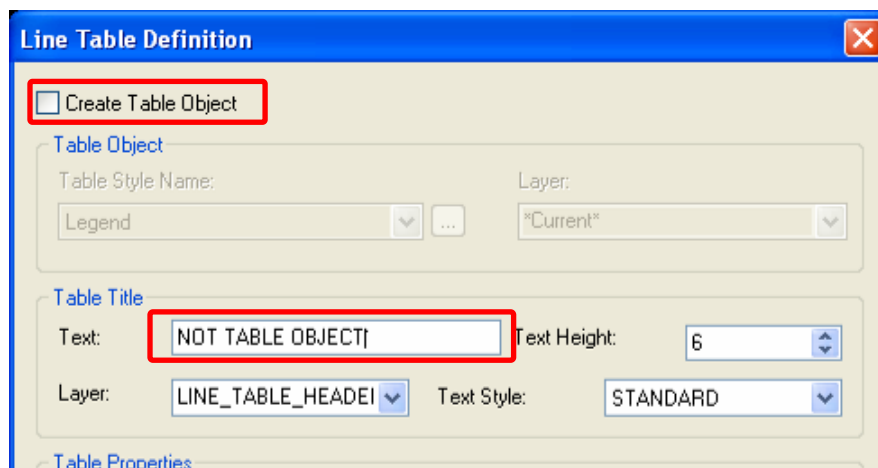 Line Table Definition
Create Table Object
Table Object
Table Style Name: Layer:
Legend ... *Current*
Table Title
Text: NOT TABLE OBJECT Text Height: 6
Layer: LINE_TABLE_HEADEI Text Style: STANDARD
Table Properties